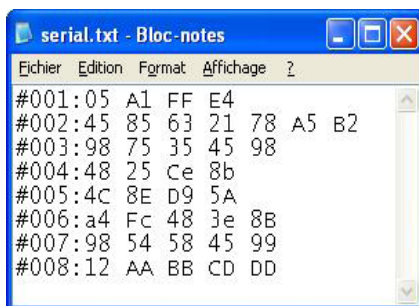 serial.txt - Bloc-notes
Fichier Edition Format Affichage ?
#001:05 A1 FF E4
#002:45 85 63 21 78 A5 B2
#003:98 75 35 45 98
#004:48 25 Ce 8b
#005:4C 8E D9 5A
#006:a4 Fc 48 3e 8B
#007:98 54 58 45 99
#008:12 AA BB CD DD